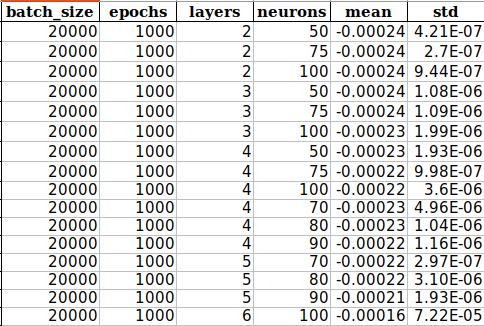 batch_size epochs layers neurons mean std
20000 1000 2 50 -0.00024 4.21E-07
20000 1000 2 75 -0.00024 2.7E-07
20000 1000 2 100 -0.00024 9.44E-07
20000 1000 3 50 -0.00024 1.08E-06
20000 1000 3 75 -0.00024 1.09E-06
20000 1000 3 100 -0.00023 1.99E-06
20000 1000 4 50 -0.00023 1.93E-06
20000 1000 4 75 -0.00022 9.98E-07
20000 1000 4 100 -0.00022 3.6E-06
20000 1000 4 70 -0.00023 4.96E-06
20000 1000 4 80 -0.00023 1.04E-06
20000 1000 4 90 -0.00022 1.16E-06
20000 1000 5 70 -0.00022 2.97E-07
20000 1000 5 80 -0.00022 3.10E-06
20000 1000 5 90 -0.00021 1.93E-06
20000 1000 6 100 -0.00016 7.22E-05